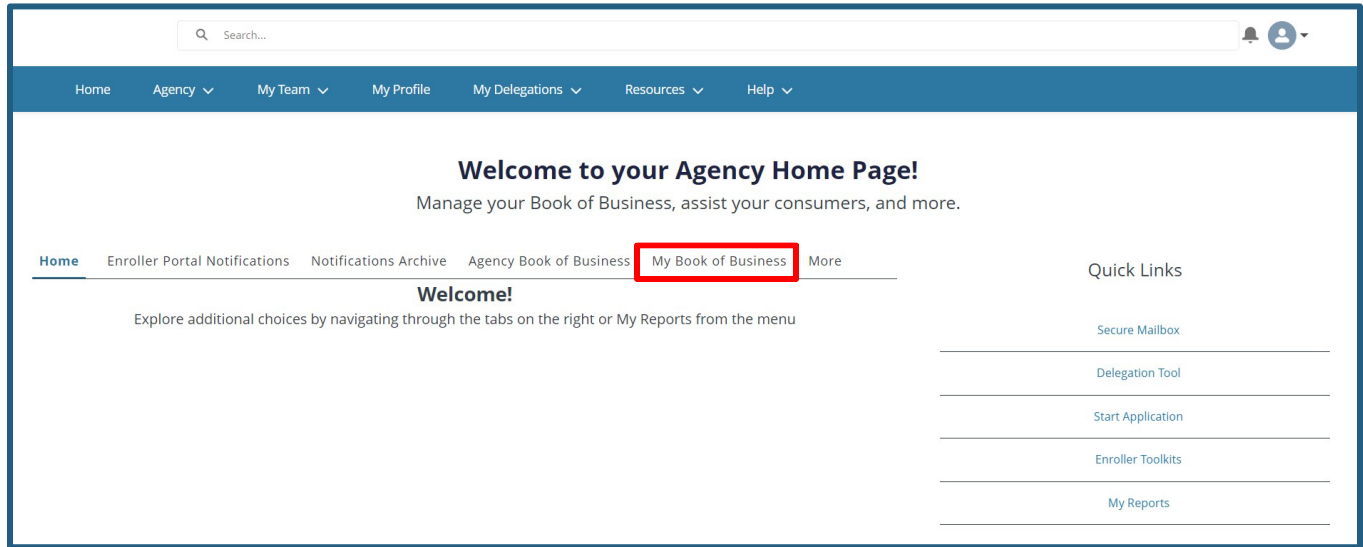 Search...
Home Agency My Team My Profile My Delegations Resources Help
Welcome to your Agency Home Page!
Manage your Book of Business, assist your consumers, and more.
Home Enroller Portal Notifications Notifications Archive Agency Book of Business My Book of Business More
Welcome!
Explore additional choices by navigating through the tabs on the right or My Reports from the menu
Quick Links
Secure Mailbox
Delegation Tool
Start Application
Enroller Toolkits
My Reports